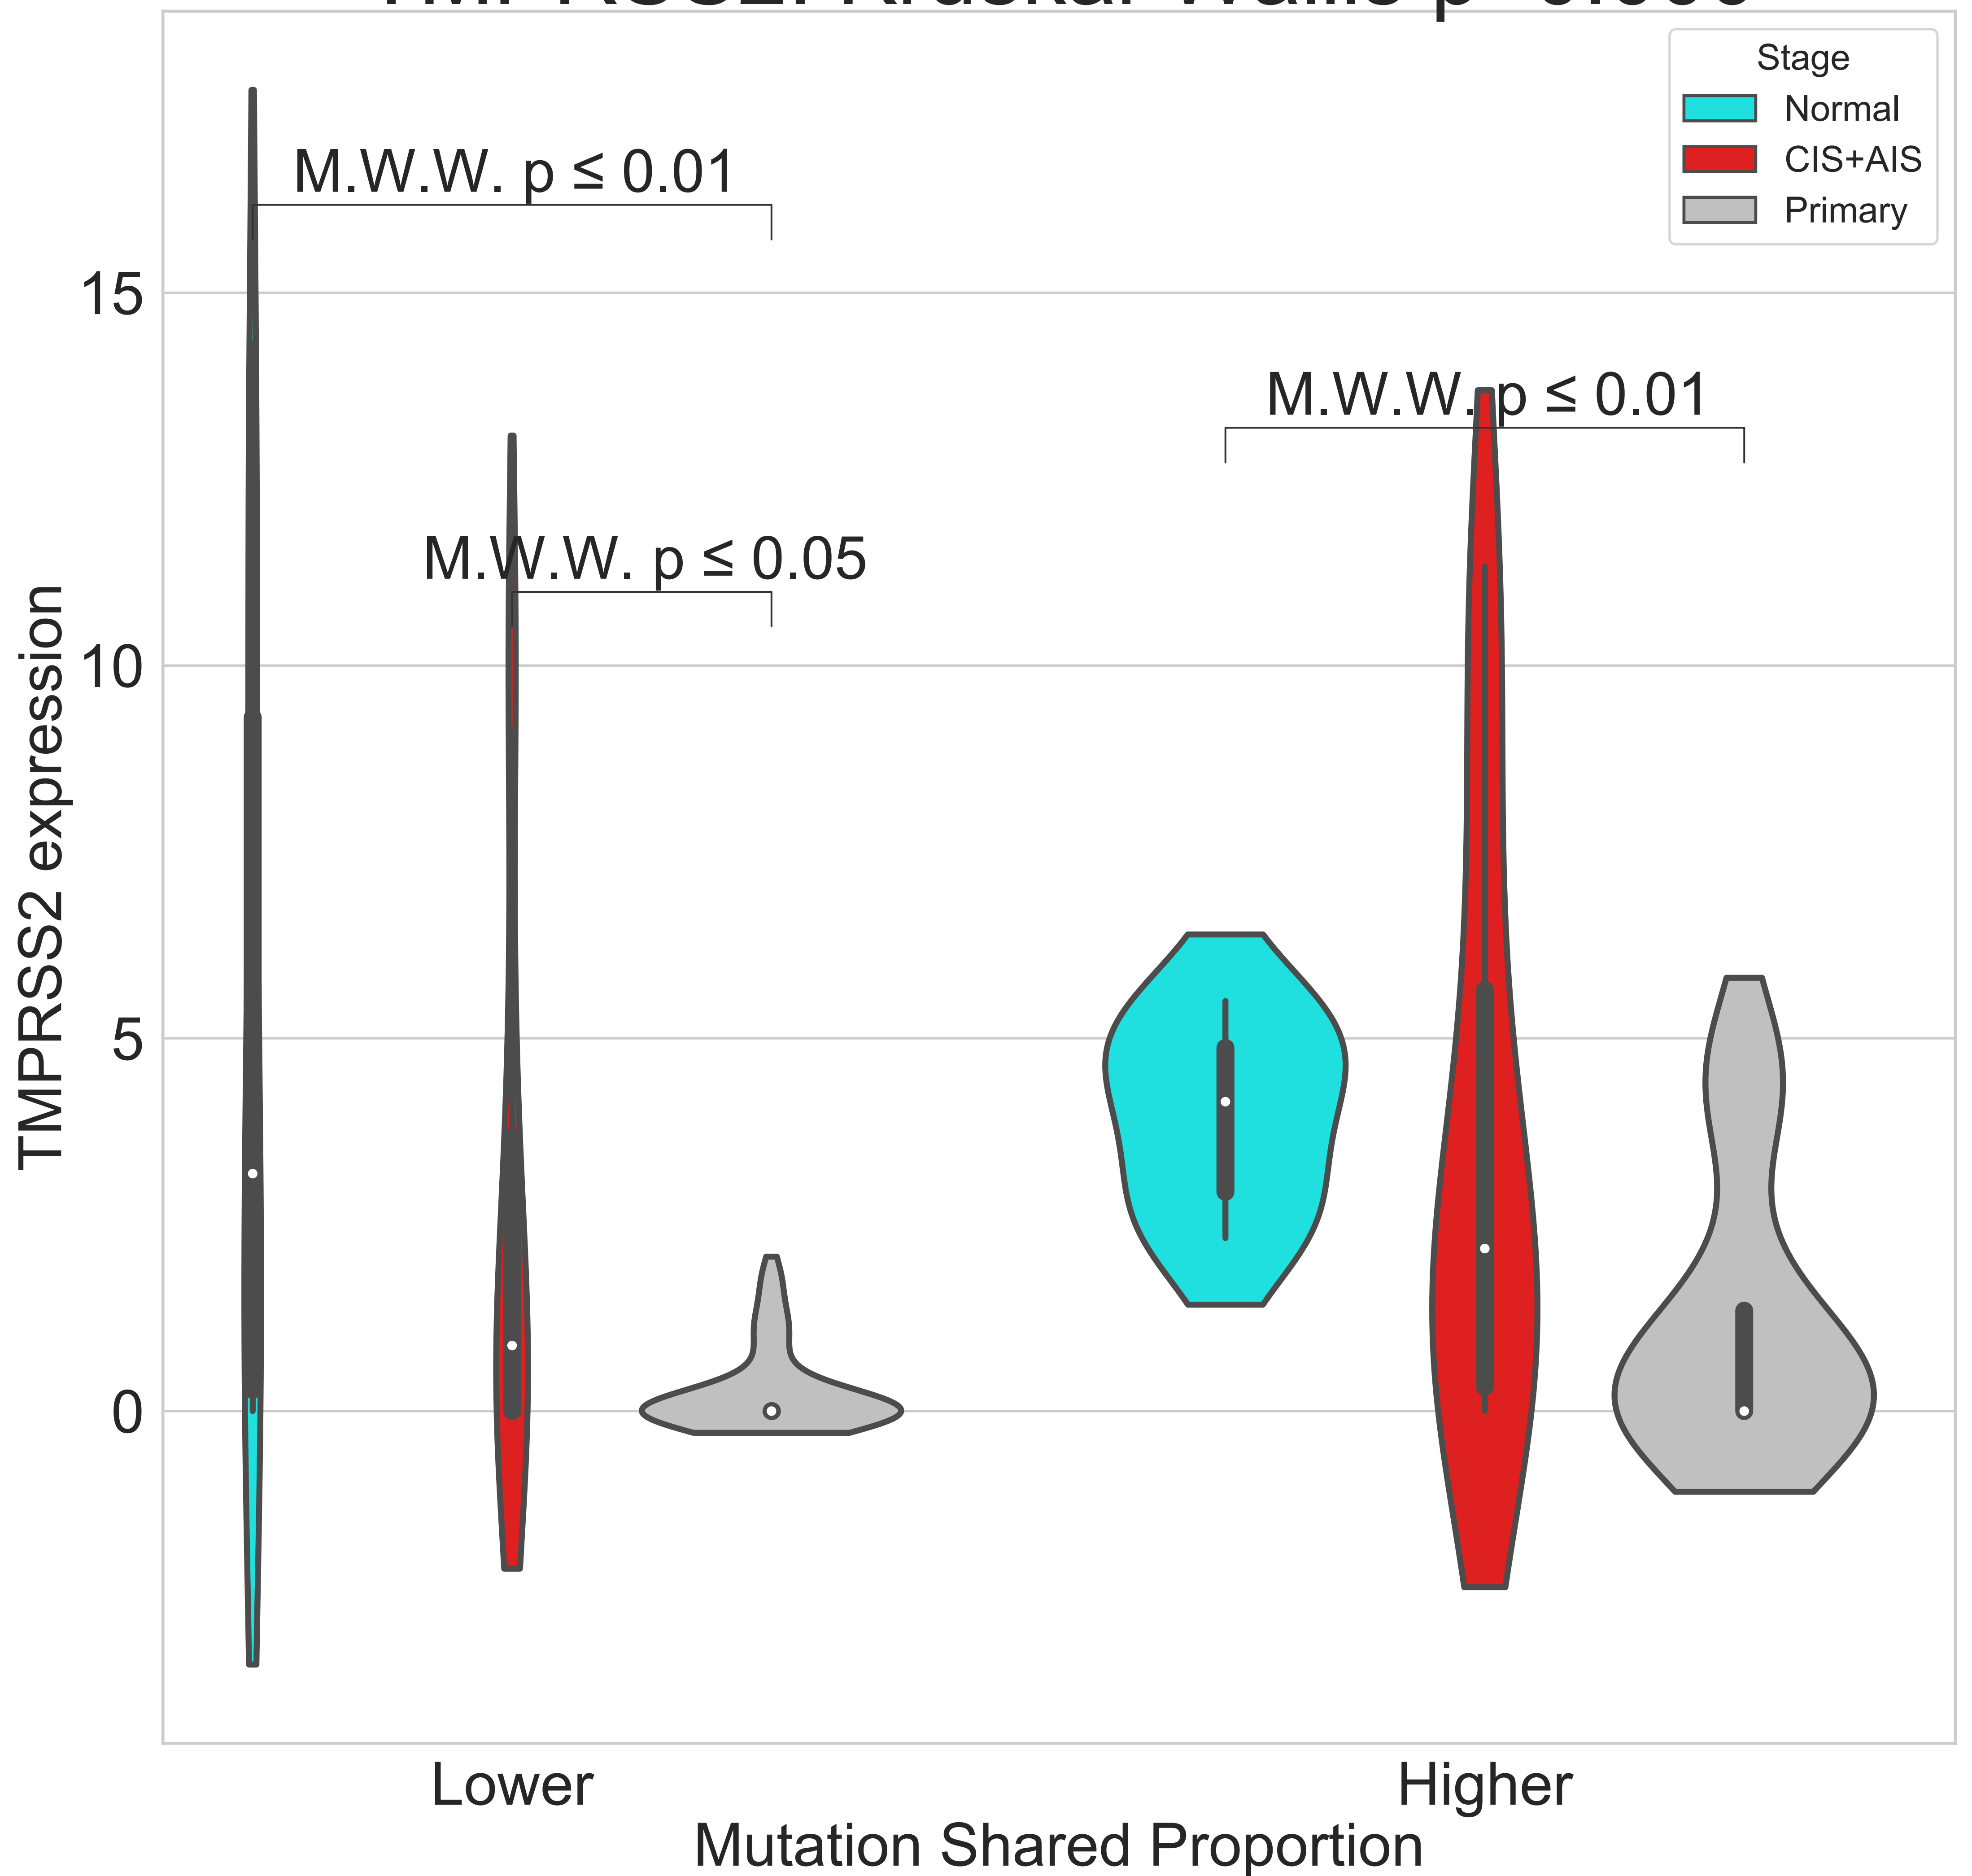 Stage
Normal
CIS+AIS
Primary
M.W.W. p ≤ 0.01
M.W.W. p ≤ 0.01
M.W.W. p ≤ 0.05
15
10
5
0
TMPRSS2 expression
Lower
Higher
Mutation Shared Proportion